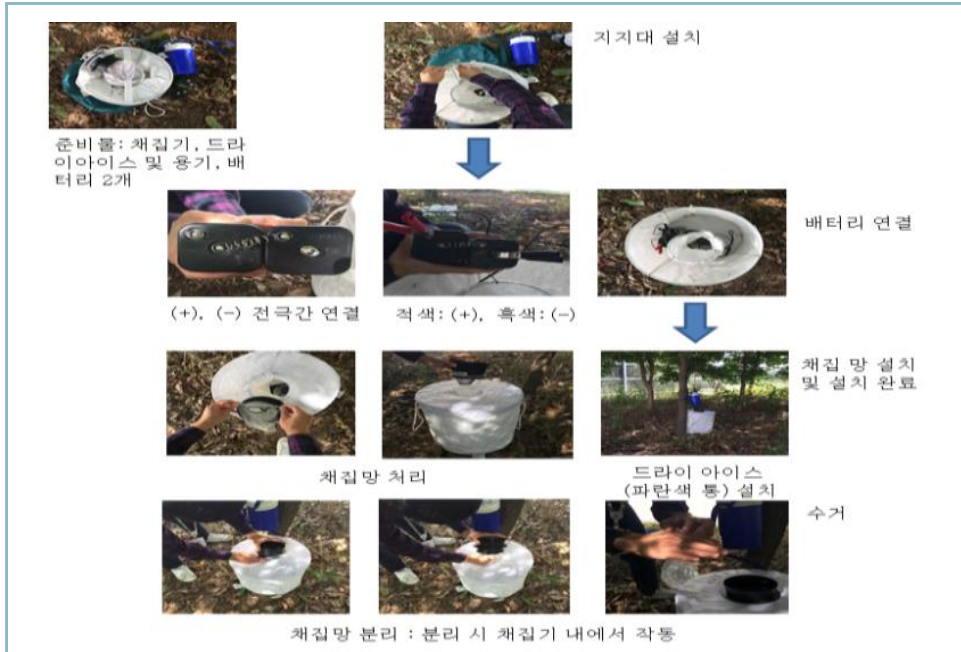 지지대 설치
준비물: 채집기, 드라
이아이스 및 용기, 배
터리 2개
배터리 연결
(+), (-) 전극간 연결
적색: (+), 흑색: (-)
채집 망 설치
및 설치 완료
채집망 처리
드라이 아이스
(파란색 통) 설치
수거
채집망 분리 : 분리 시 채집기 내에서 작동